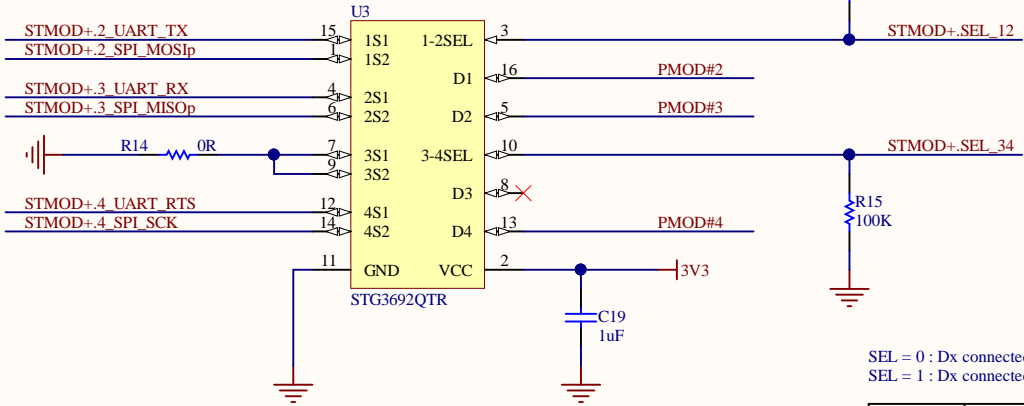 U3
STMOD+.2_UART_TX 15 1S1 1-2SEL 3 STMOD+.SEL_12
STMOD+.2_SPI_MOSIp 1 1S2
D1 16 PMOD#2
STMOD+.3_UART_RX 4 2S1
STMOD+.3_SPI_MISOp 6 2S2 D2 5 PMOD#3
R14 0R 7 3S1 3-4SEL 10 STMOD+.SEL_34
9 3S2
D3 8
STMOD+.4_UART_RTS 12 4S1
R15
STMOD+.4_SPI_SCK 14 4S2 D4 13 PMOD#4
100K
11 GND VCC 2 3V3
STG3692QTR
C19
1uF
SEL = 0 : Dx connecte
SEL = 1 : Dx connecte